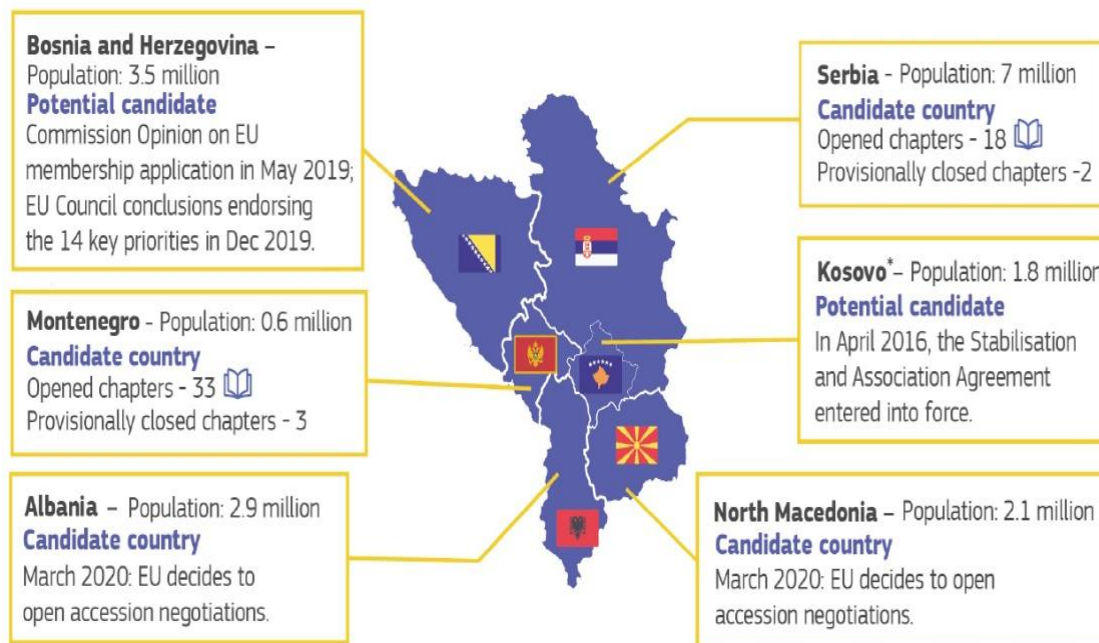 Bosnia and Herzegovina –
Population: 3.5 million
Potential candidate
Commission Opinion on EU
membership application in May 2019;
EU Council conclusions endorsing
the 14 key priorities in Dec 2019.
Montenegro - Population: 0.6 million
Candidate country
Opened chapters - 33
Provisionally closed chapters - 3
Albania – Population: 2.9 million
Candidate country
March 2020: EU decides to
open accession negotiations.
Serbia - Population: 7 million
Candidate country
Opened chapters - 18
Provisionally closed chapters -2
Kosovo*– Population: 1.8 million
Potential candidate
In April 2016, the Stabilisation
and Association Agreement
entered into force.
North Macedonia – Population: 2.1 million
Candidate country
March 2020: EU decides to open
accession negotiations.